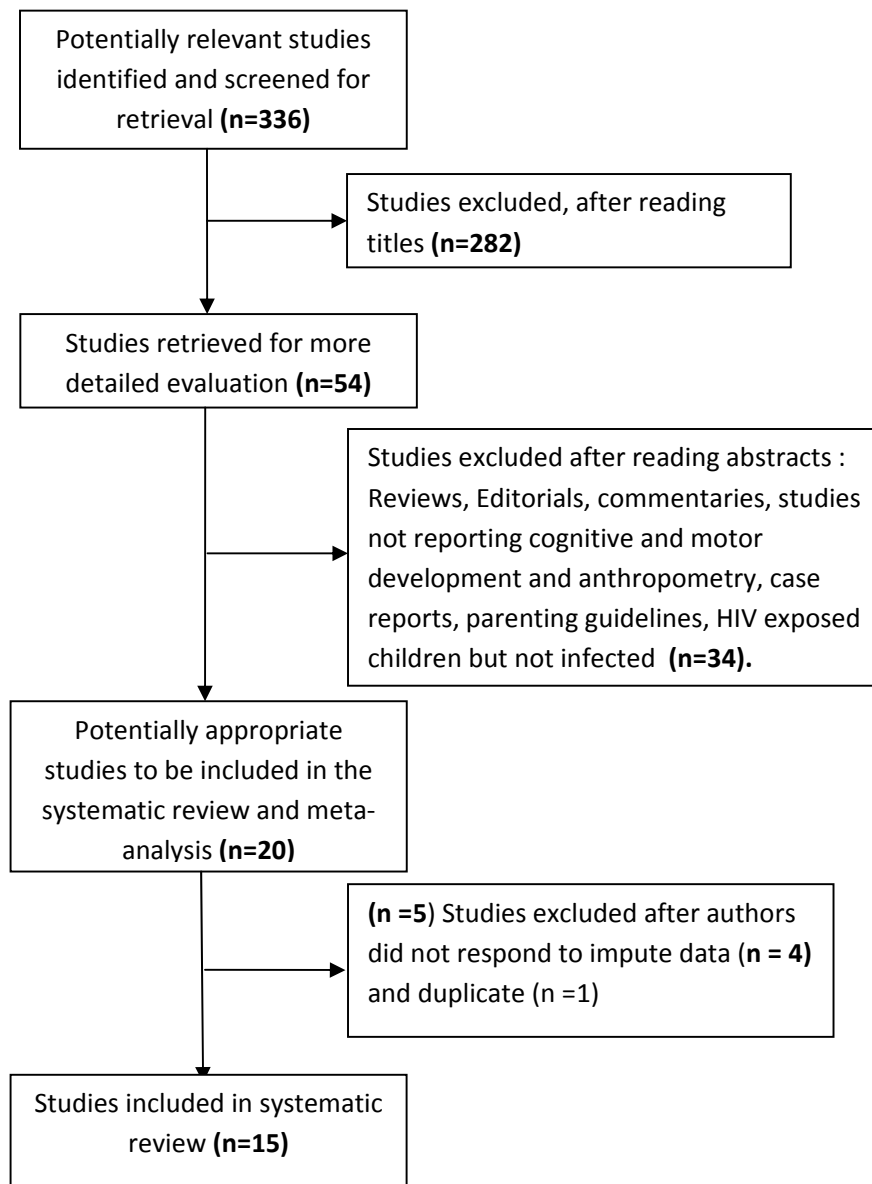 Potentially relevant studies
identified and screened for
retrieval (n=336)
Studies excluded, after reading
titles (n=282)
Studies retrieved for more
detailed evaluation (n=54)
Studies excluded after reading abstracts :
Reviews, Editorials, commentaries, studies
not reporting cognitive and motor
development and anthropometry, case
reports, parenting guidelines, HIV exposed
children but not infected (n=34).
Potentially appropriate
studies to be included in the
systematic review and meta-
analysis (n=20)
(n =5) Studies excluded after authors
did not respond to impute data (n = 4)
and duplicate (n =1)
Studies included in systematic
review (n=15)